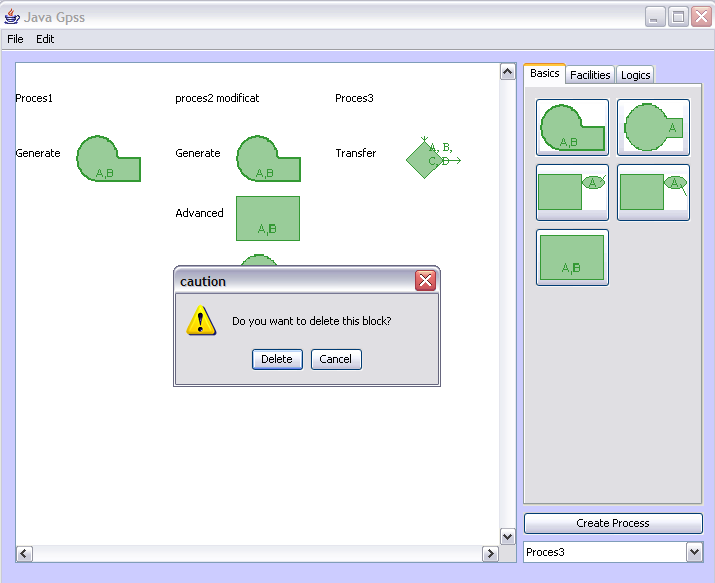 Java Gpss
File Edit
Basics Facilities Logics
Proces1 proces2 modificat Proces3
Generate A,B Generate A,B Transfer A, B,
C, D
Advanced A,B
caution
Do you want to delete this block?
Delete Cancel
A,B A
A A
A,B
Create Process
Proces3